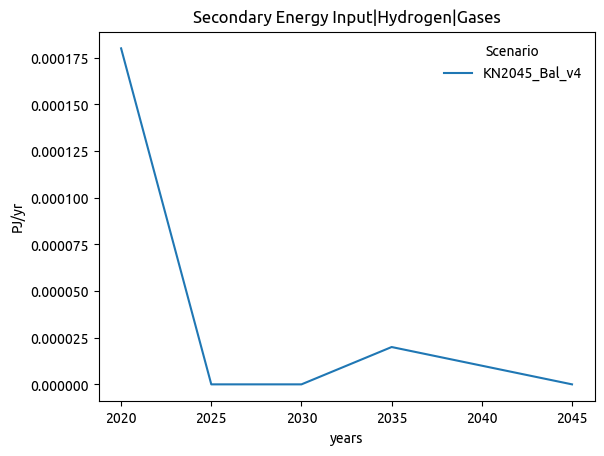 Secondary Energy Input|Hydrogen|Gases
Scenario
KN2045_Bal_v4
0.000175
0.000150
0.000125
0.000100
0.000075
0.000050
0.000025
0.000000
PJ/yr
2020 2025 2030 2035 2040 2045
years